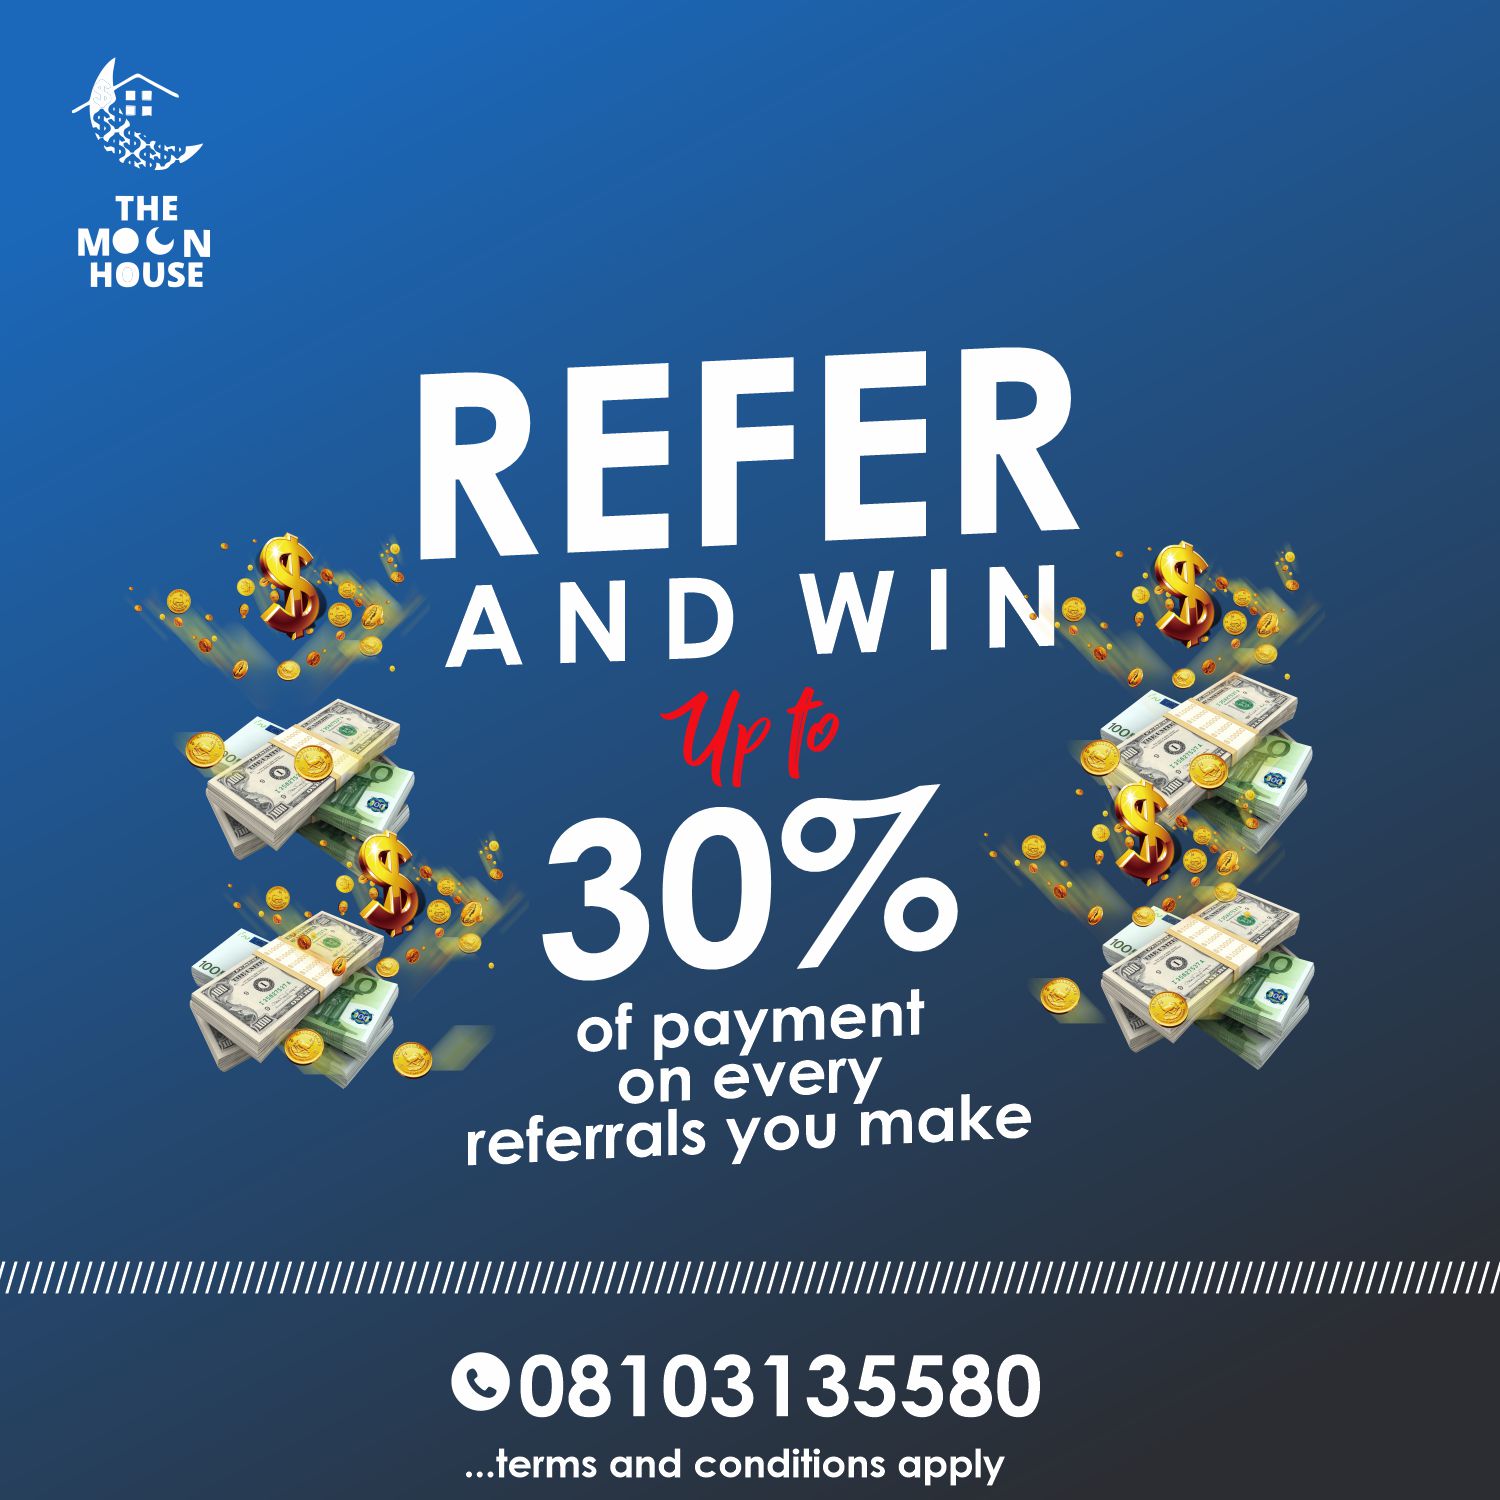 THE
MOON
HOUSE
REFER
AND WIN
Up to
30%
of payment
on every
referrals you make
08103135580
...terms and conditions apply